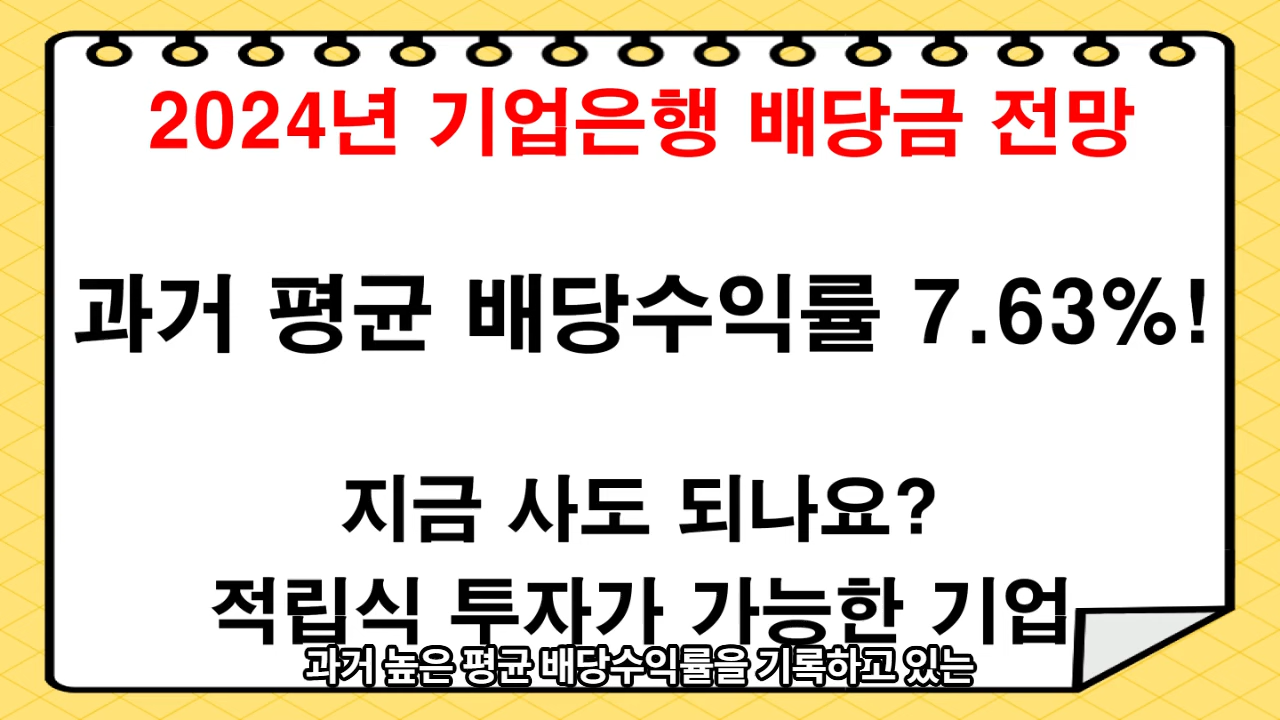 2024년 기업은행 배당금 전망
과거 평균 배당수익률 7.63%!
지금 사도 되나요?
적립식 투자가 가능한 기업
과거 높은 평균 배당수익률을 기록하고 있는